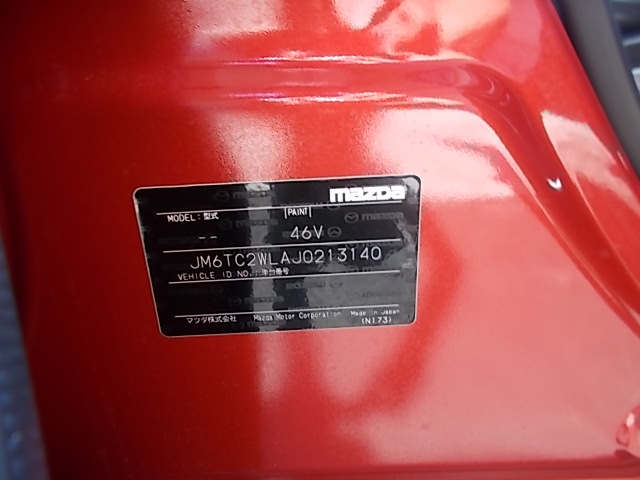 mazda
MODEL:型式 PAINT
-- 46V
JM6TC2WLAJ0213140
VEHICLE ID NO.:車台番号
マツダ株式会社 Mazda Motor Corporation Made in Japan
(N173)